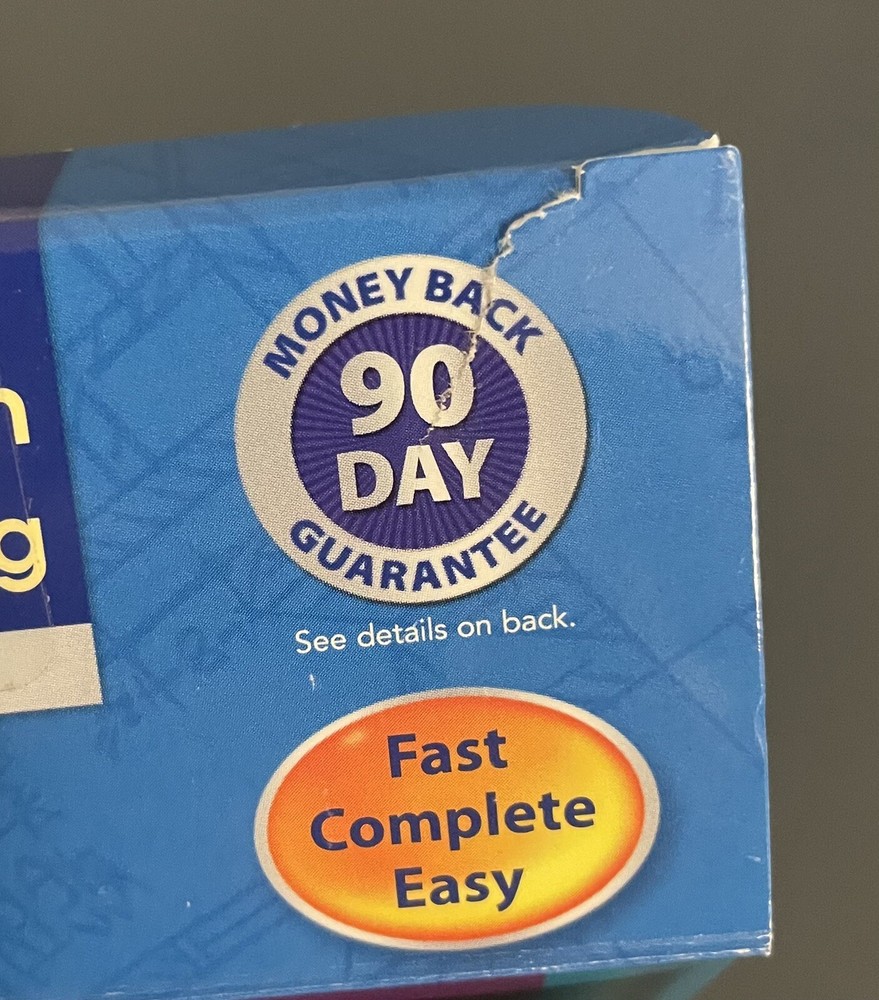 MONEY BACK
90
DAY
GUARANTEE
See details on back.
Fast
Complete
Easy
n
g